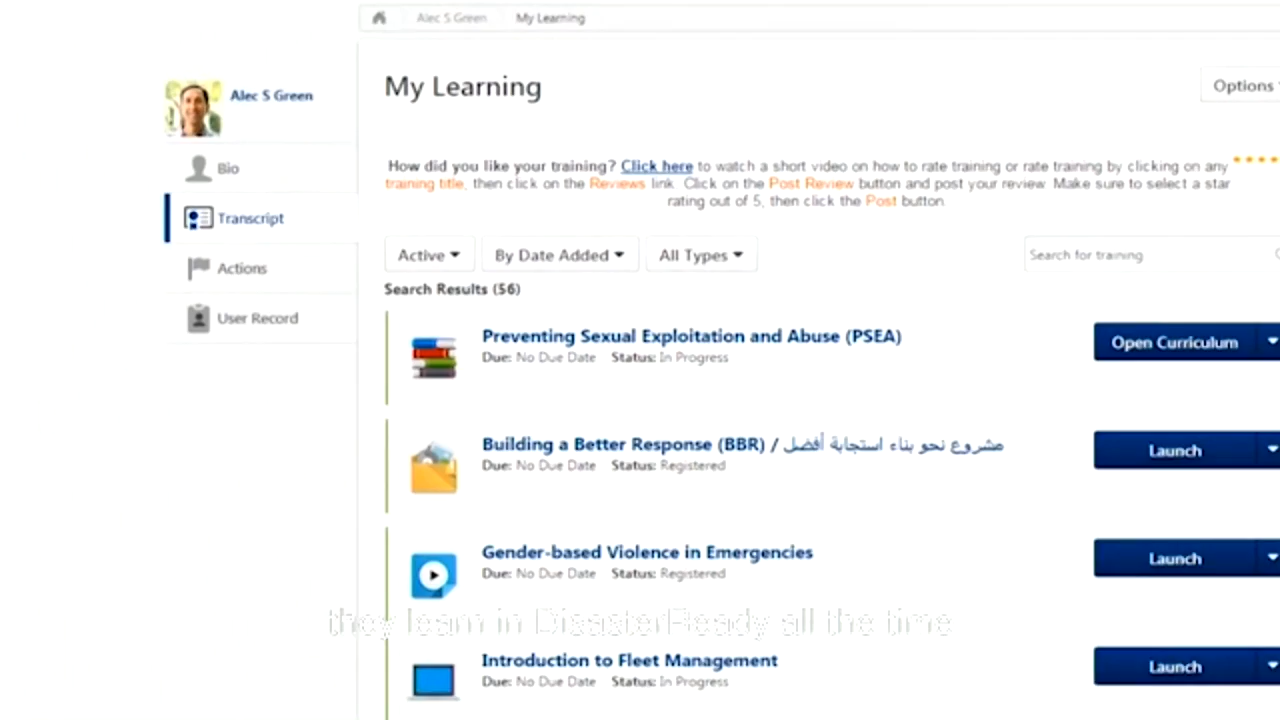 Alec S Green
My Learning
Alec S Green
Bio
Transcript
Actions
User Record
My Learning
Options
How did you like your training? Click here to watch a short video on how to rate training or rate training by clicking on any
training title, then click on the Reviews link. Click on the Post Review button and post your review. Make sure to select a star
rating out of 5, then click the Post button.
Active
By Date Added
All Types
Search for training
Search Results (56)
Preventing Sexual Exploitation and Abuse (PSEA)
Due: No Due Date Status: In Progress
Open Curriculum
Building a Better Response (BBR) / مشروع نحو بناء استجابة أفضل
Due: No Due Date Status: Registered
Launch
Gender-based Violence in Emergencies
Due: No Due Date Status: Registered
Launch
they learn in DisasterReady all the time
Introduction to Fleet Management
Due: No Due Date Status: In Progress
Launch